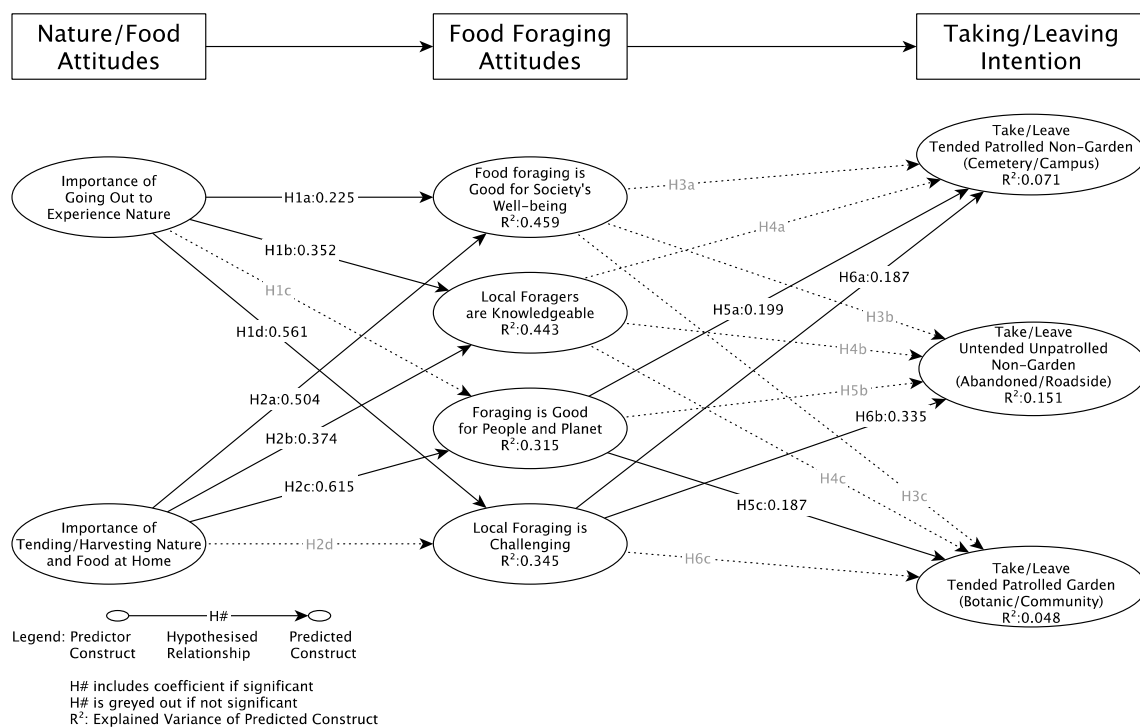 Nature/Food
Attitudes
Food Foraging
Attitudes
Taking/Leaving
Intention
Importance of
Going Out to
Experience Nature
Importance of
Tending/Harvesting Nature
and Food at Home
H1a:0.225
H1b:0.352
H1c
H1d:0.561
H2a:0.504
H2b:0.374
H2c:0.615
H2d
Food foraging is
Good for Society's
Well-being
R²:0.459
Local Foragers
are Knowledgeable
R²:0.443
Foraging is Good
for People and Planet
R²:0.315
Local Foraging is
Challenging
R²:0.345
H3a
H4a
H6a:0.187
H5a:0.199
H3b
H4b
H5b
H6b:0.335
H4c
H3c
H5c:0.187
H6c
Take/Leave
Tended Patrolled Non-Garden
(Cemetery/Campus)
R²:0.071
Take/Leave
Untended Unpatrolled
Non-Garden
(Abandoned/Roadside)
R²:0.151
Take/Leave
Tended Patrolled Garden
(Botanic/Community)
R²:0.048
H#
Legend: Predictor Hypothesised Predicted
Construct Relationship Construct
H# includes coefficient if significant
H# is greyed out if not significant
R²: Explained Variance of Predicted Construct